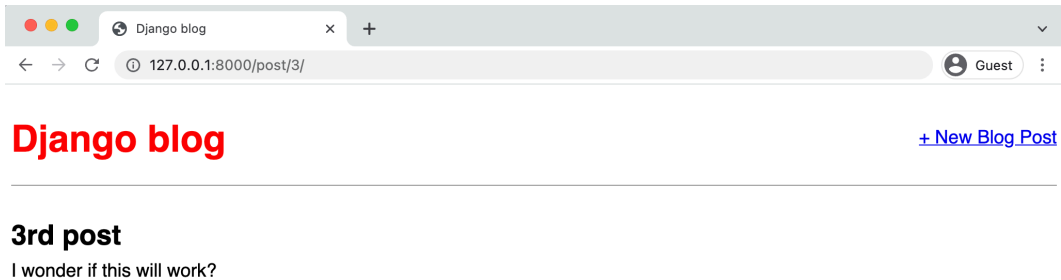 Django blog
127.0.0.1:8000/post/3/
Guest
Django blog
+ New Blog Post
3rd post
I wonder if this will work?